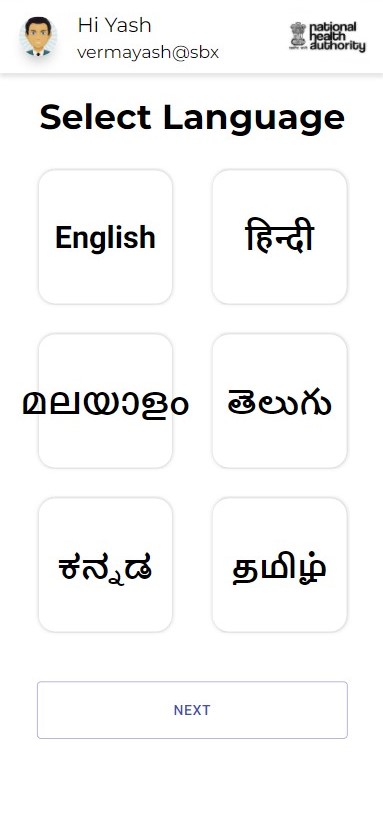 Hi Yash
vermayash@sbx
national
health
authority
Select Language
English
हिन्दी
മലയാളം
తెలుగు
ಕನ್ನಡ
தமிழ்
NEXT